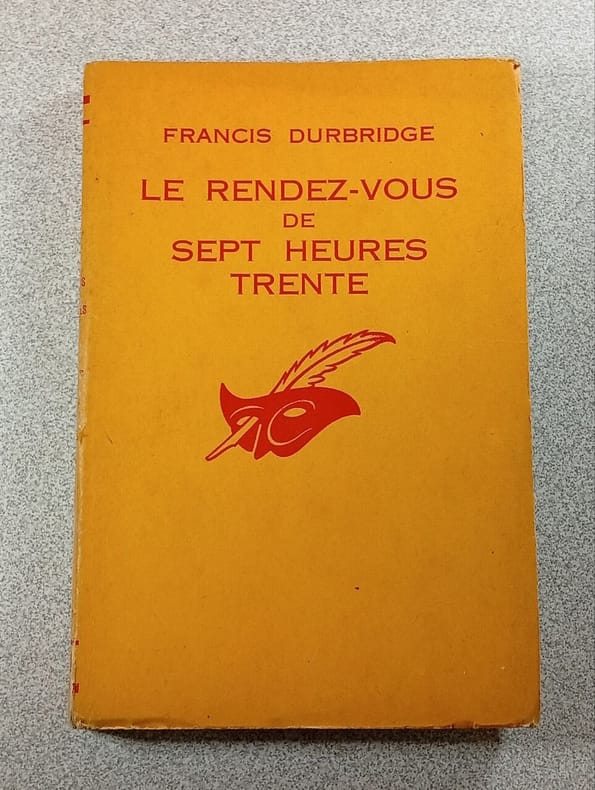 FRANCIS DURBRIDGE
LE RENDEZ-VOUS
DE
SEPT HEURES
TRENTE